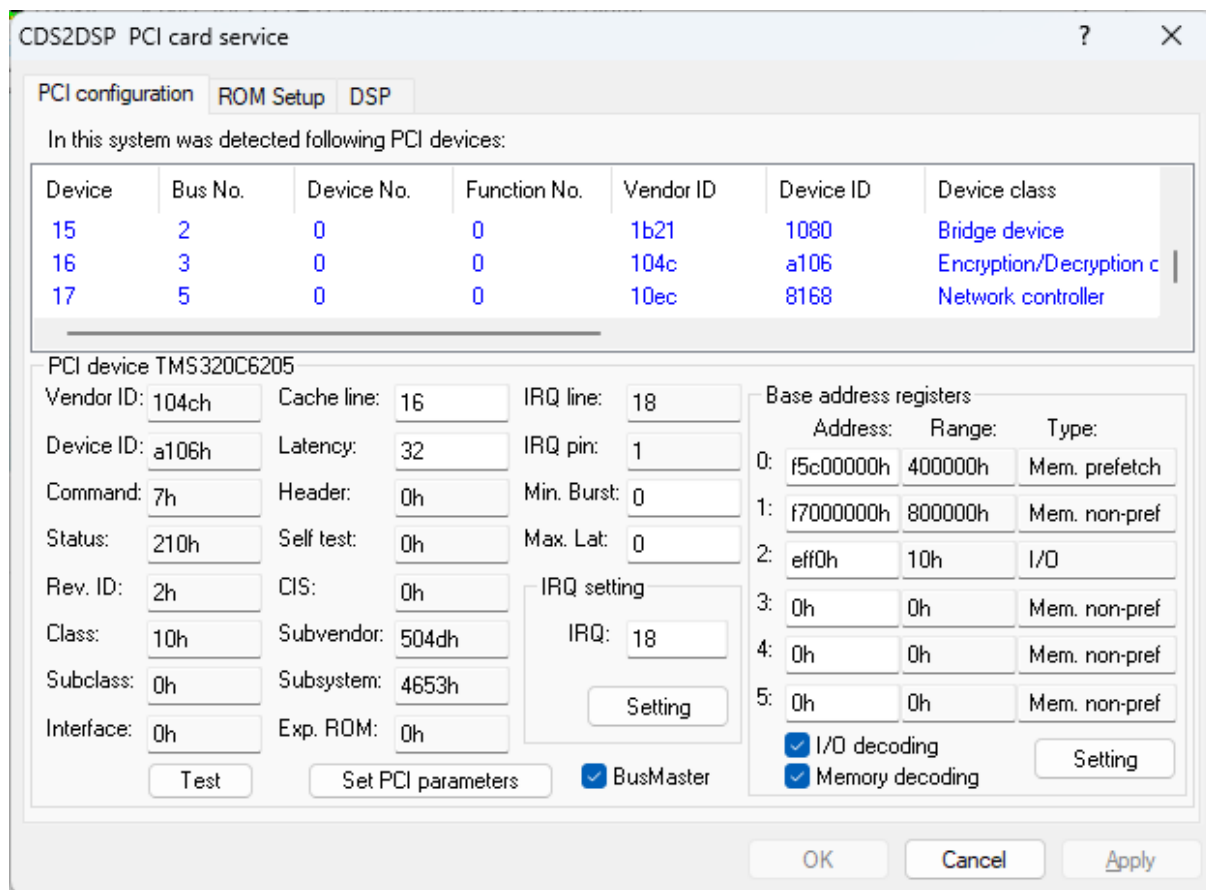 CDS2DSP PCI card service ?
PCI configuration ROM Setup DSP
In this system was detected following PCI devices:
Device Bus No. Device No. Function No. Vendor ID Device ID Device class
15 2 0 0 1b21 1080 Bridge device
16 3 0 0 104c a106 Encryption/Decryption c
17 5 0 0 10ec 8168 Network controller
PCI device TMS320C6205
Vendor ID: 104ch Cache line: 16 IRQ line: 18 Base address registers
Address: Range: Type:
Device ID: a106h Latency: 32 IRQ pin: 1 0: f5c00000h 400000h Mem. prefetch
Command: 7h Header: 0h Min. Burst: 0 1: f7000000h 800000h Mem. non-pref
Status: 210h Self test: 0h Max. Lat: 0 2: eff0h 10h I/O
Rev. ID: 2h CIS: 0h IRQ setting 3: 0h 0h Mem. non-pref
Class: 10h Subvendor: 504dh IRQ: 18 4: 0h 0h Mem. non-pref
Subclass: 0h Subsystem: 4653h Setting 5: 0h 0h Mem. non-pref
Interface: 0h Exp. ROM: 0h I/O decoding Setting
Test Set PCI parameters BusMaster Memory decoding
OK Cancel Apply